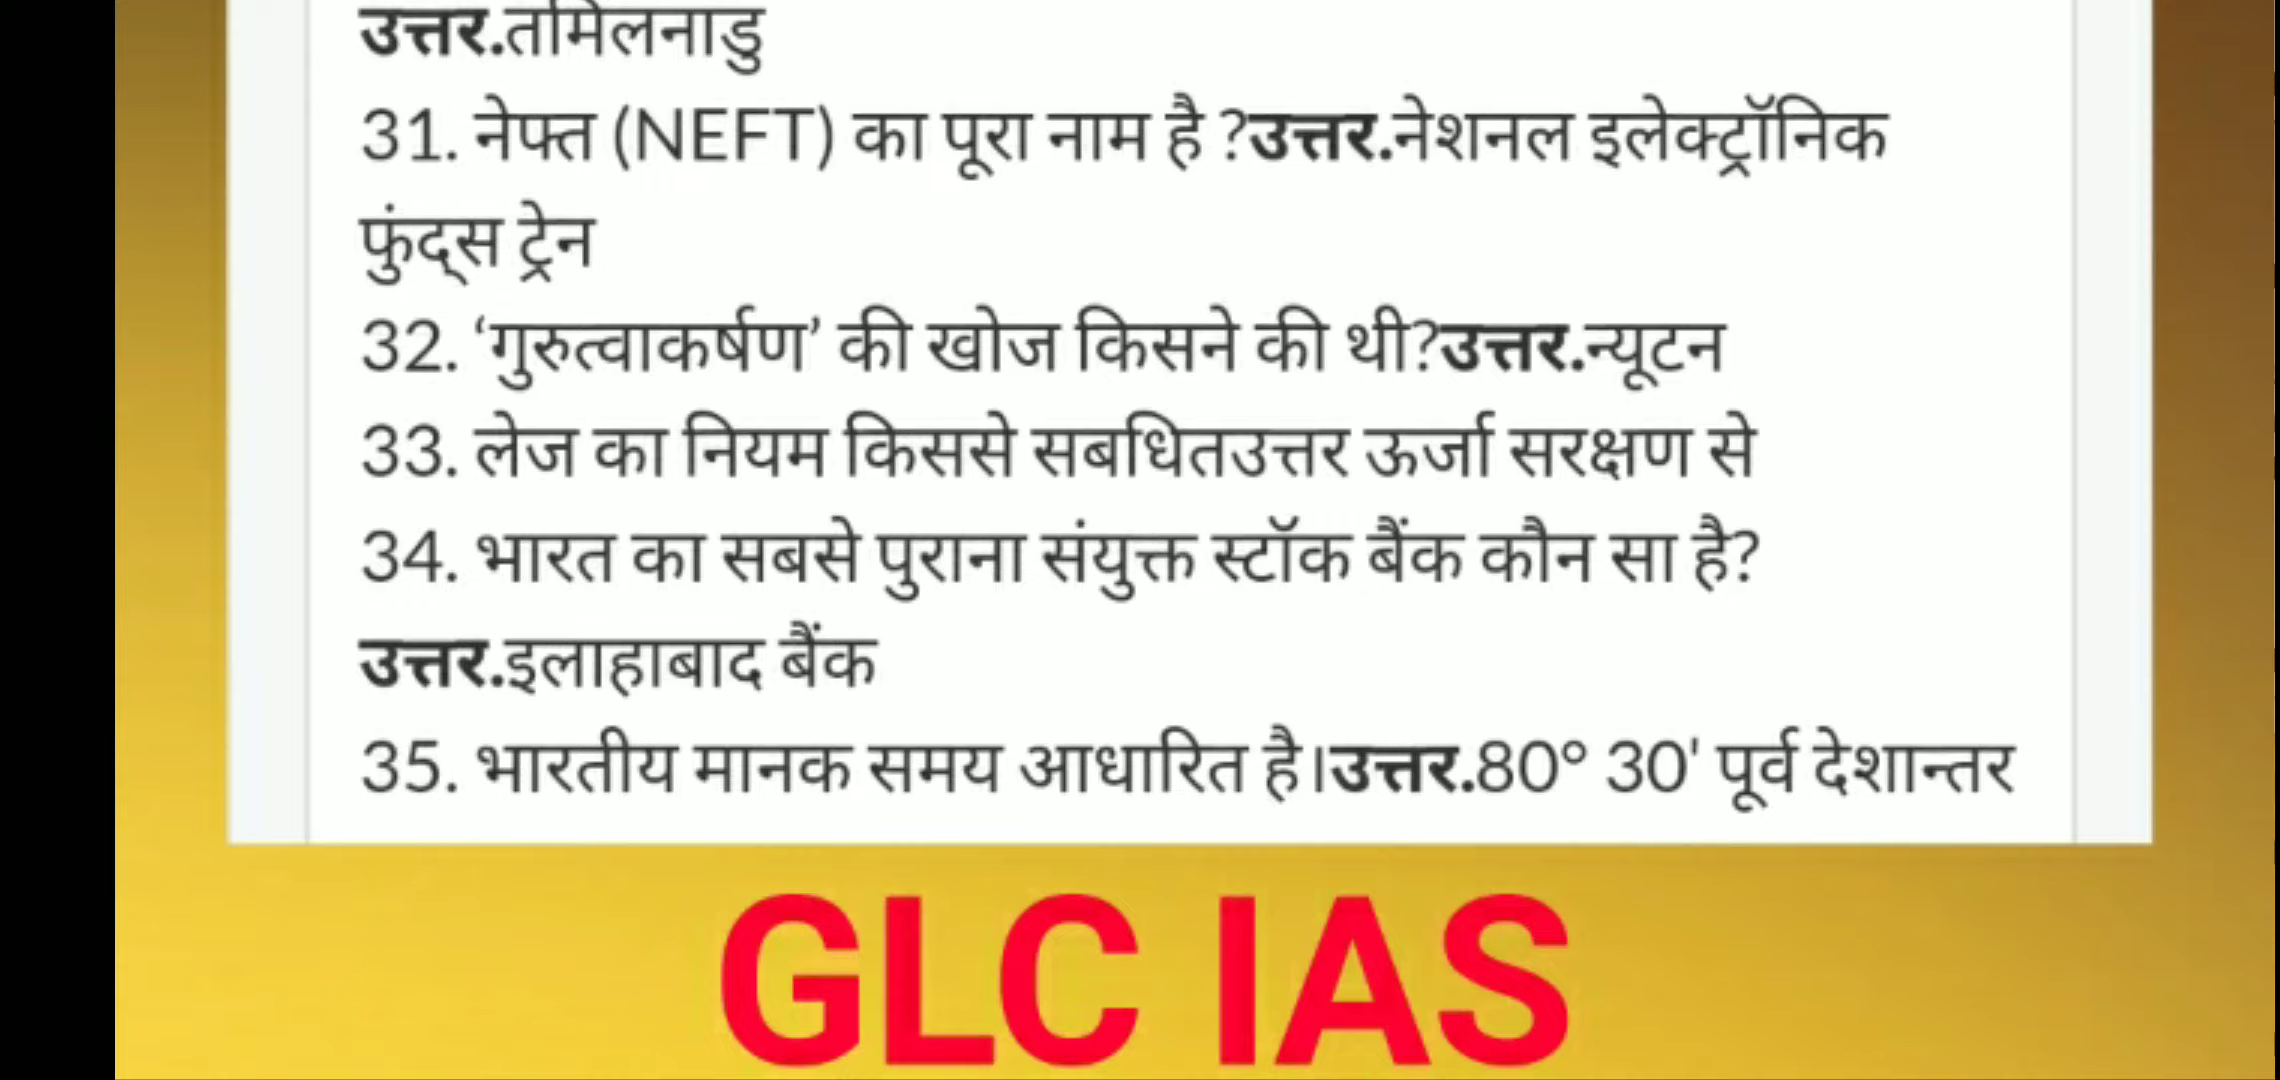 उत्तर.तमिलनाडु
31. नेफ्त (NEFT) का पूरा नाम है ?उत्तर.नेशनल इलेक्ट्रॉनिक
फुंद्स ट्रेन
32. ‘गुरुत्वाकर्षण’ की खोज किसने की थी?उत्तर.न्यूटन
33. लेज का नियम किससे सबधितउत्तर ऊर्जा सरक्षण से
34. भारत का सबसे पुराना संयुक्त स्टॉक बैंक कौन सा है?
उत्तर.इलाहाबाद बैंक
35. भारतीय मानक समय आधारित है।उत्तर.80° 30' पूर्व देशान्तर
GLC IAS